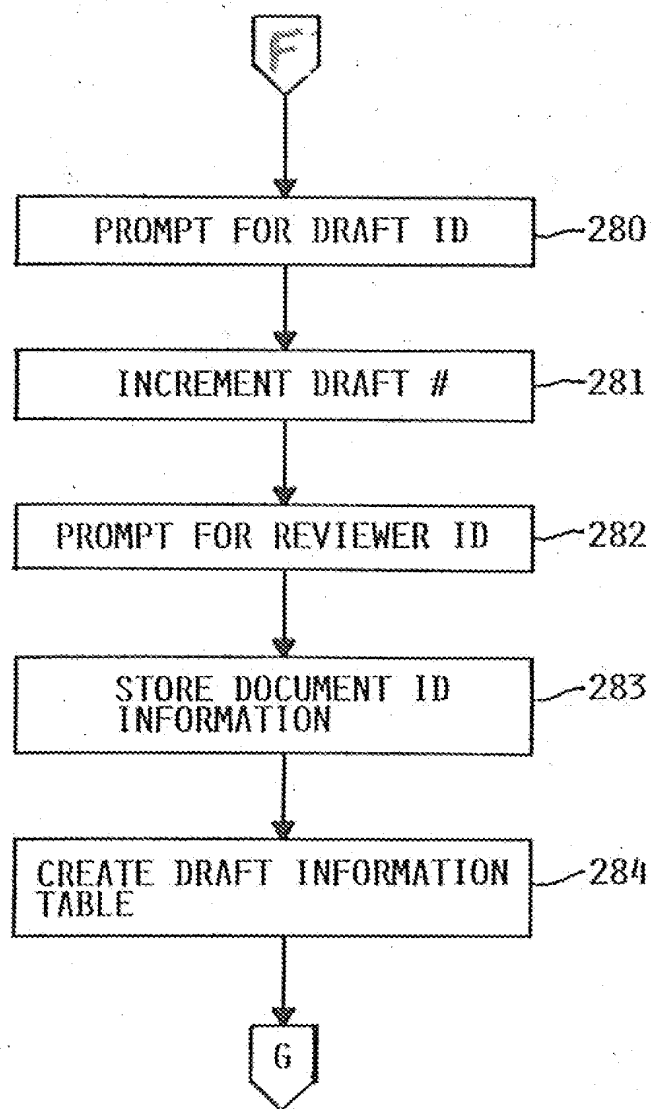 F
PROMPT FOR DRAFT ID
280
INCREMENT DRAFT #
281
PROMPT FOR REVIEWER ID
282
STORE DOCUMENT ID
INFORMATION
283
CREATE DRAFT INFORMATION
TABLE
284
G